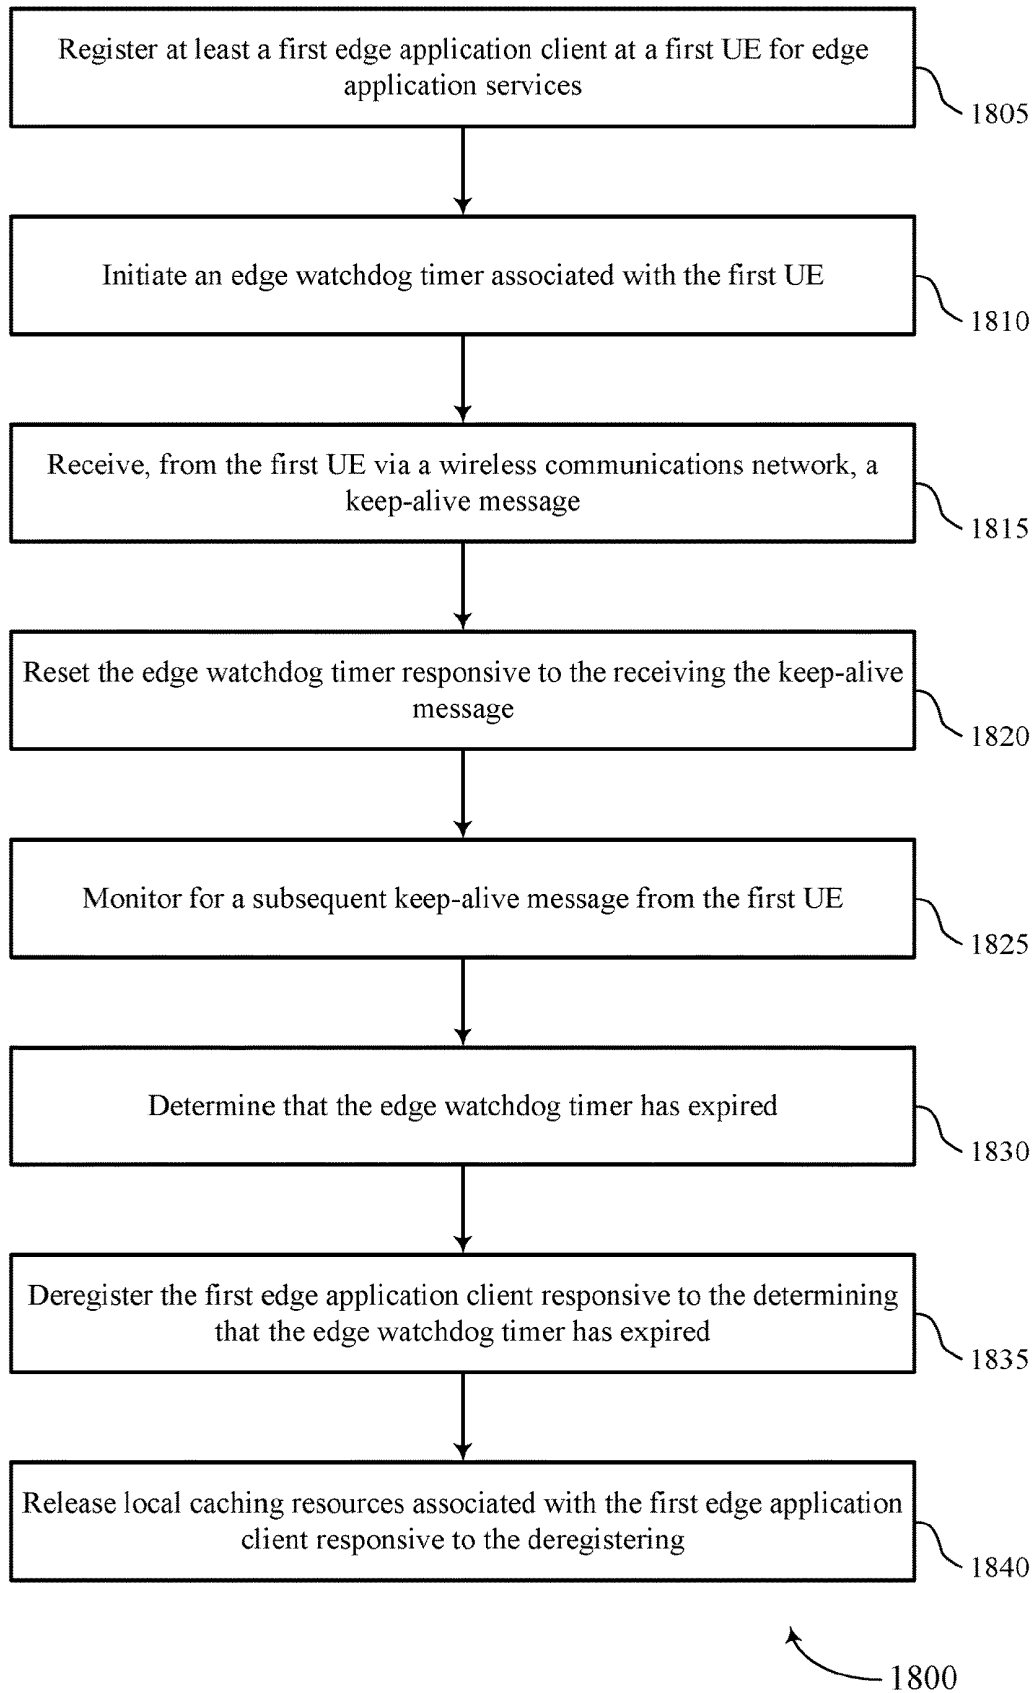 Register at least a first edge application client at a first UE for edge
application services
1805
Initiate an edge watchdog timer associated with the first UE
1810
Receive, from the first UE via a wireless communications network, a
keep-alive message
1815
Reset the edge watchdog timer responsive to the receiving the keep-alive
message
1820
Monitor for a subsequent keep-alive message from the first UE
1825
Determine that the edge watchdog timer has expired
1830
Deregister the first edge application client responsive to the determining
that the edge watchdog timer has expired
1835
Release local caching resources associated with the first edge application
client responsive to the deregistering
1840
1800